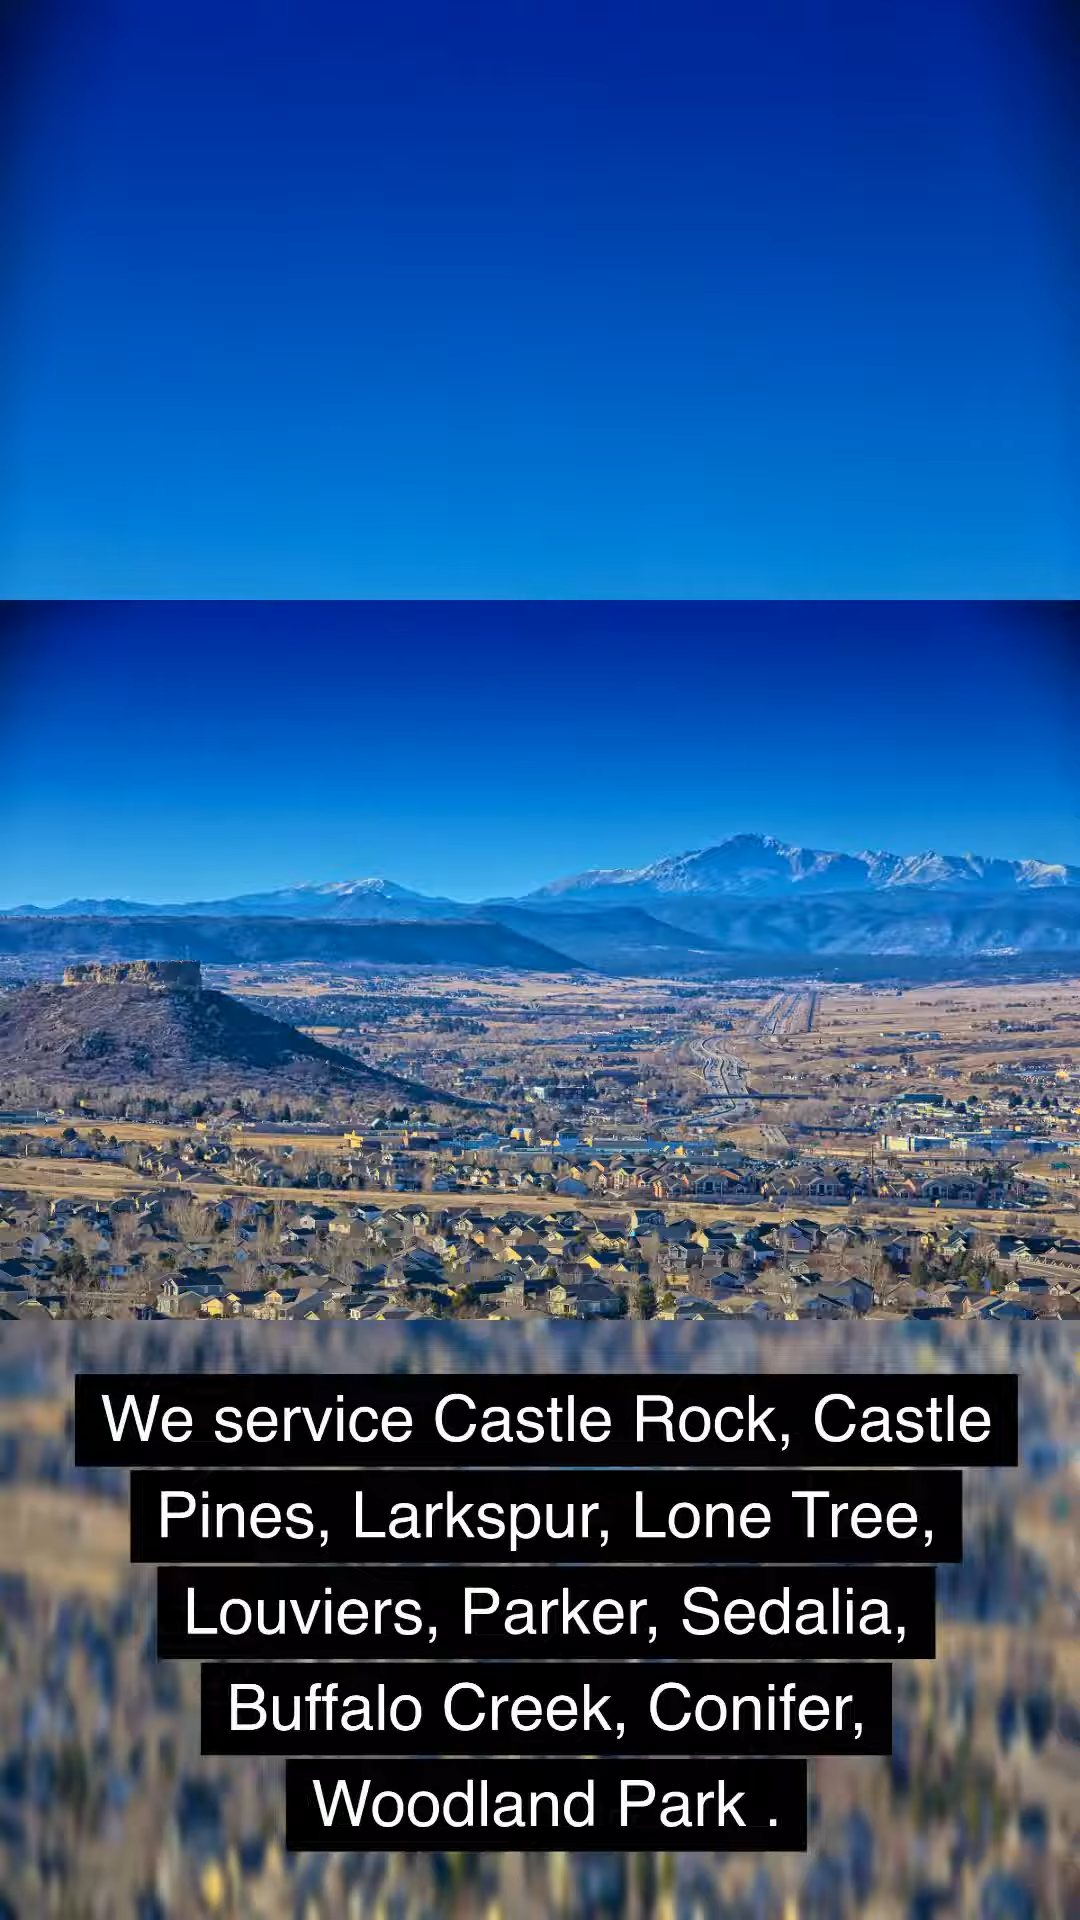 We service Castle Rock, Castle
Pines, Larkspur, Lone Tree,
Louviers, Parker, Sedalia,
Buffalo Creek, Conifer,
Woodland Park .